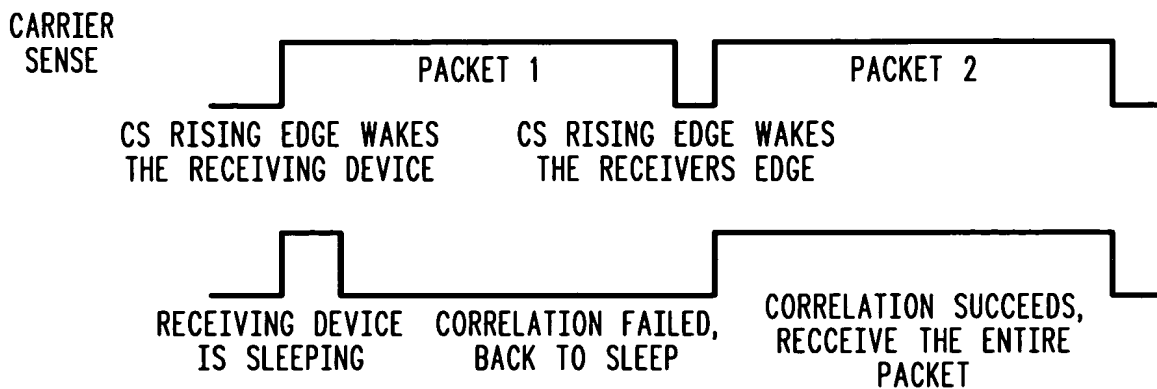 CARRIER
SENSE
PACKET 1
PACKET 2
CS RISING EDGE WAKES
THE RECEIVING DEVICE
CS RISING EDGE WAKES
THE RECEIVERS EDGE
RECEIVING DEVICE
IS SLEEPING
CORRELATION FAILED,
BACK TO SLEEP
CORRELATION SUCCEEDS,
RECCEIVE THE ENTIRE
PACKET